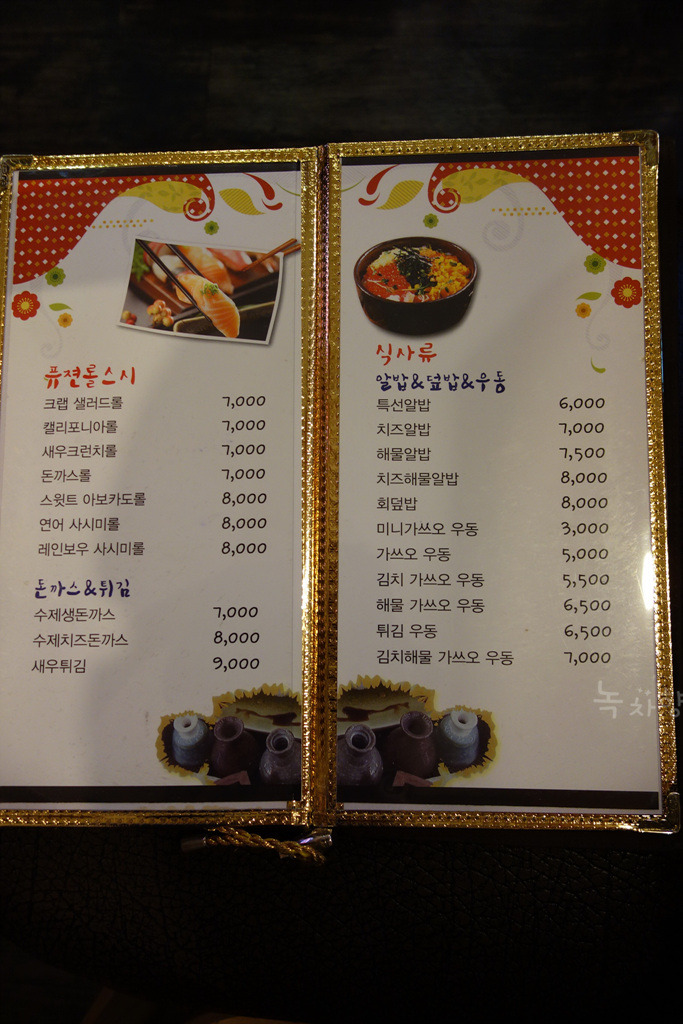 퓨젼롤스시
크랩 샐러드롤 7,000
캘리포니아롤 7,000
새우크런치롤 7,000
돈까스롤 7,000
스윗트 아보카도롤 8,000
연어 사시미롤 8,000
레인보우 사시미롤 8,000
돈까스&튀김
수제생돈까스 7,000
수제치즈돈까스 8,000
새우튀김 9,000
식사류
알밥&덮밥&우동
특선알밥 6,000
치즈알밥 7,000
해물알밥 7,500
치즈해물알밥 8,000
회덮밥 8,000
미니가쓰오 우동 3,000
가쓰오 우동 5,000
김치 가쓰오 우동 5,500
해물 가쓰오 우동 6,500
튀김 우동 6,500
김치해물 가쓰오 우동 7,000
녹차향